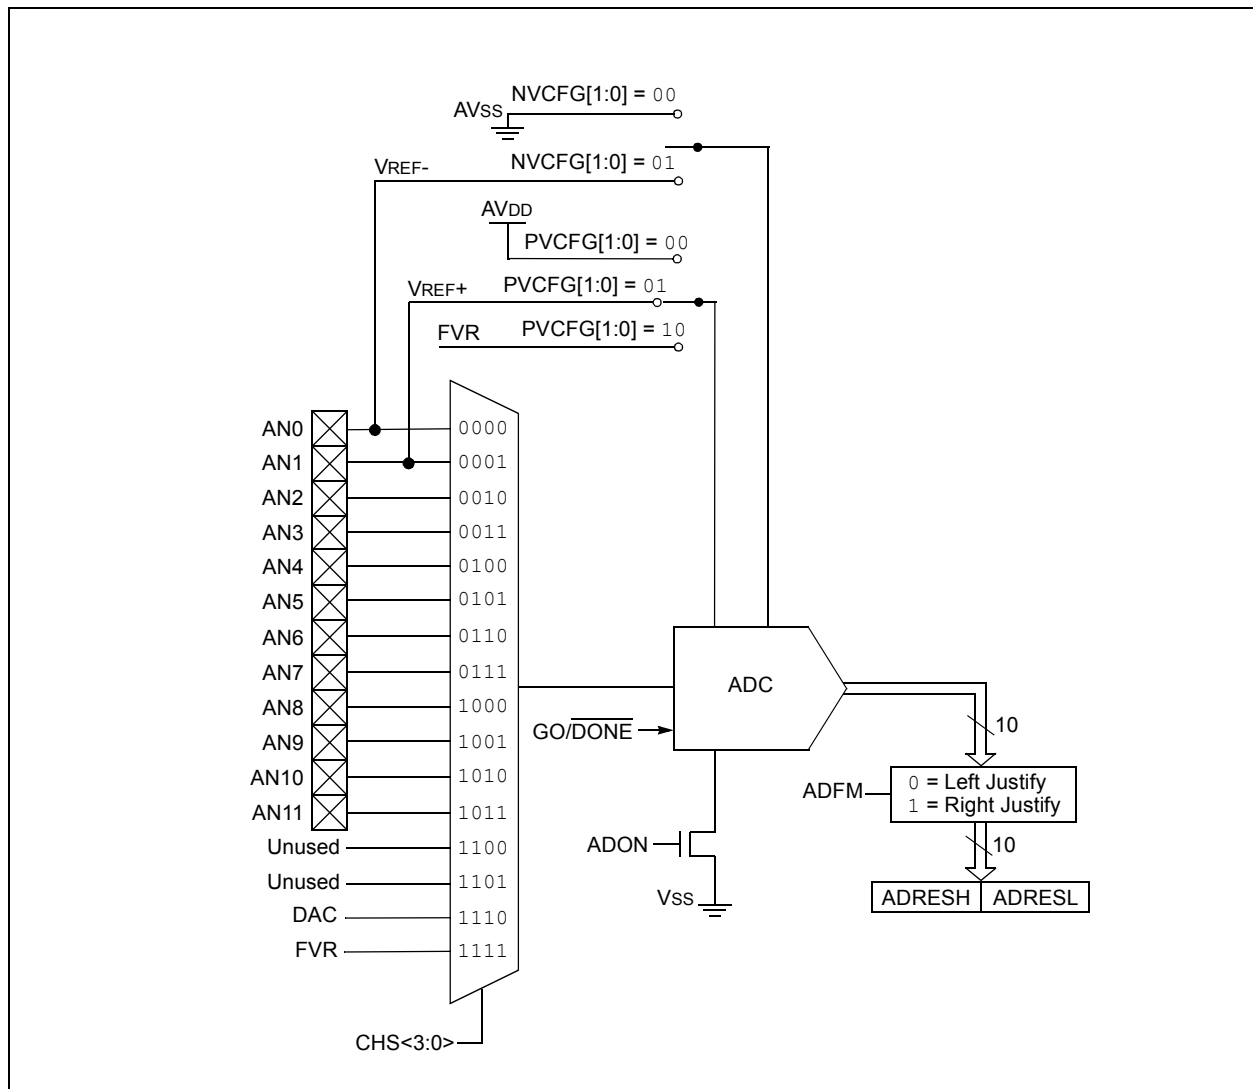 NVCFG[1:0] = 00
AVSS
NVCFG[1:0] = 01
VREF-
AVDD
PVCFG[1:0] = 00
VREF+
PVCFG[1:0] = 01
FVR
PVCFG[1:0] = 10
AN0 0000
AN1 0001
AN2 0010
AN3 0011
AN4 0100
AN5 0101
AN6 0110
AN7 0111
AN8 1000
AN9 1001
AN10 1010
AN11 1011
Unused 1100
Unused 1101
DAC 1110
FVR 1111
CHS<3:0>
ADC
GO/DONE
ADON
VSS
10
ADFM
0 = Left Justify
1 = Right Justify
10
ADRESH ADRESL